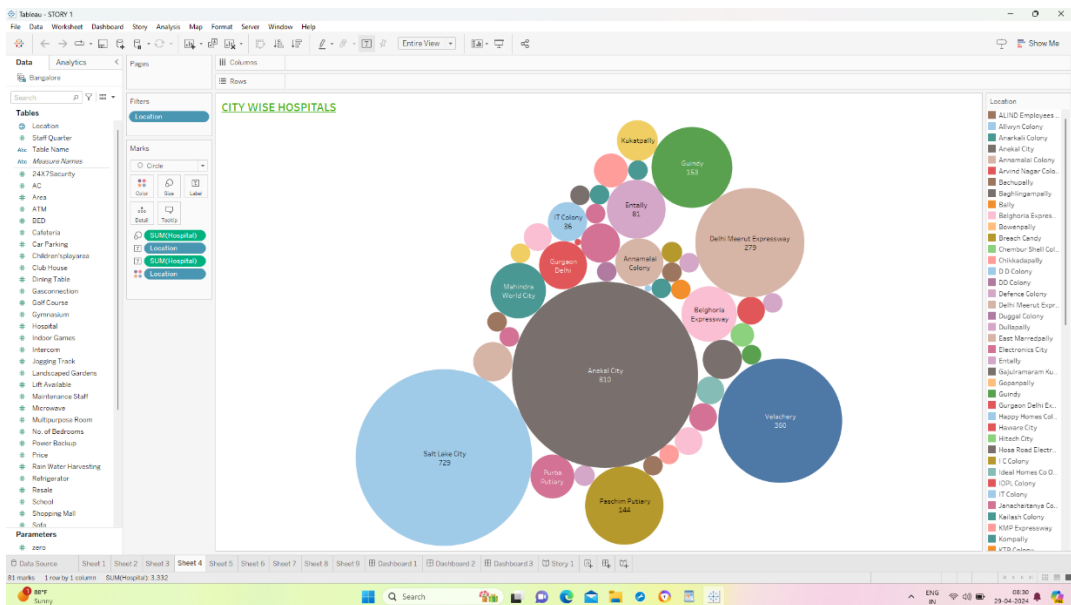 Tableau - STORY 1
File Data Worksheet Dashboard Story Analysis Map Format Server Window Help
Entire View
Show Me
Data Analytics
Bangalore
Search
Tables
Location
Staff Quarter
Abc Table Name
Abc Measure Names
24X7Security
AC
Area
ATM
BED
Cafeteria
Car Parking
Children'splayarea
Club House
Dining Table
Gasconnection
Golf Course
Gymnasium
Hospital
Indoor Games
Intercom
Jogging Track
Landscaped Gardens
Lift Available
Maintenance Staff
Microwave
Multipurpose Room
No. of Bedrooms
Power Backup
Price
Rain Water Harvesting
Refrigerator
Resale
School
Shopping Mall
Sofa
Parameters
zero
Pages
Filters
Location
Marks
Circle
Color Size Label
Detail Tooltip
SUM(Hospital)
Location
SUM(Hospital)
Location
Columns
Rows
CITY WISE HOSPITALS
Kukatpally
Guindy
153
Entally
81
IT Colony
86
Delhi Meerut Expressway
279
Gurgaon
Delhi
Annamalai
Colony
Mahindra
World City
Belghoria
Expressway
Anekal City
810
Velachery
360
Salt Lake City
729
Purba
Putiary
Paschim Putiary
144
Location
ALIND Employees...
Allwyn Colony
Anarkali Colony
Anekal City
Annamalai Colony
Arvind Nagar Colo...
Bachupally
Baghlingampally
Bally
Belghoria Expres...
Bowenpally
Breach Candy
Chembur Shell Col...
Chikkadapally
D D Colony
DD Colony
Defence Colony
Delhi Meerut Expr...
Duggal Colony
Dullapally
East Marredpally
Electronics City
Entally
Gajularamaram Ku...
Gopanpally
Guindy
Gurgaon Delhi Ex...
Happy Homes Col...
Haware City
Hitech City
Hosa Road Electr...
I C Colony
Ideal Homes Co O...
IOPL Colony
IT Colony
Janachaitanya Co...
Kailash Colony
KMP Expressway
Kompally
KTR Colony
Data Source Sheet 1 Sheet 2 Sheet 3 Sheet 4 Sheet 5 Sheet 6 Sheet 7 Sheet 8 Sheet 9 Dashboard 1 Dashboard 2 Dashboard 3 Story 1
81 marks 1 row by 1 column SUM(Hospital): 3,332
88°F
Sunny
Search
ENG
IN
08:30
29-04-2024